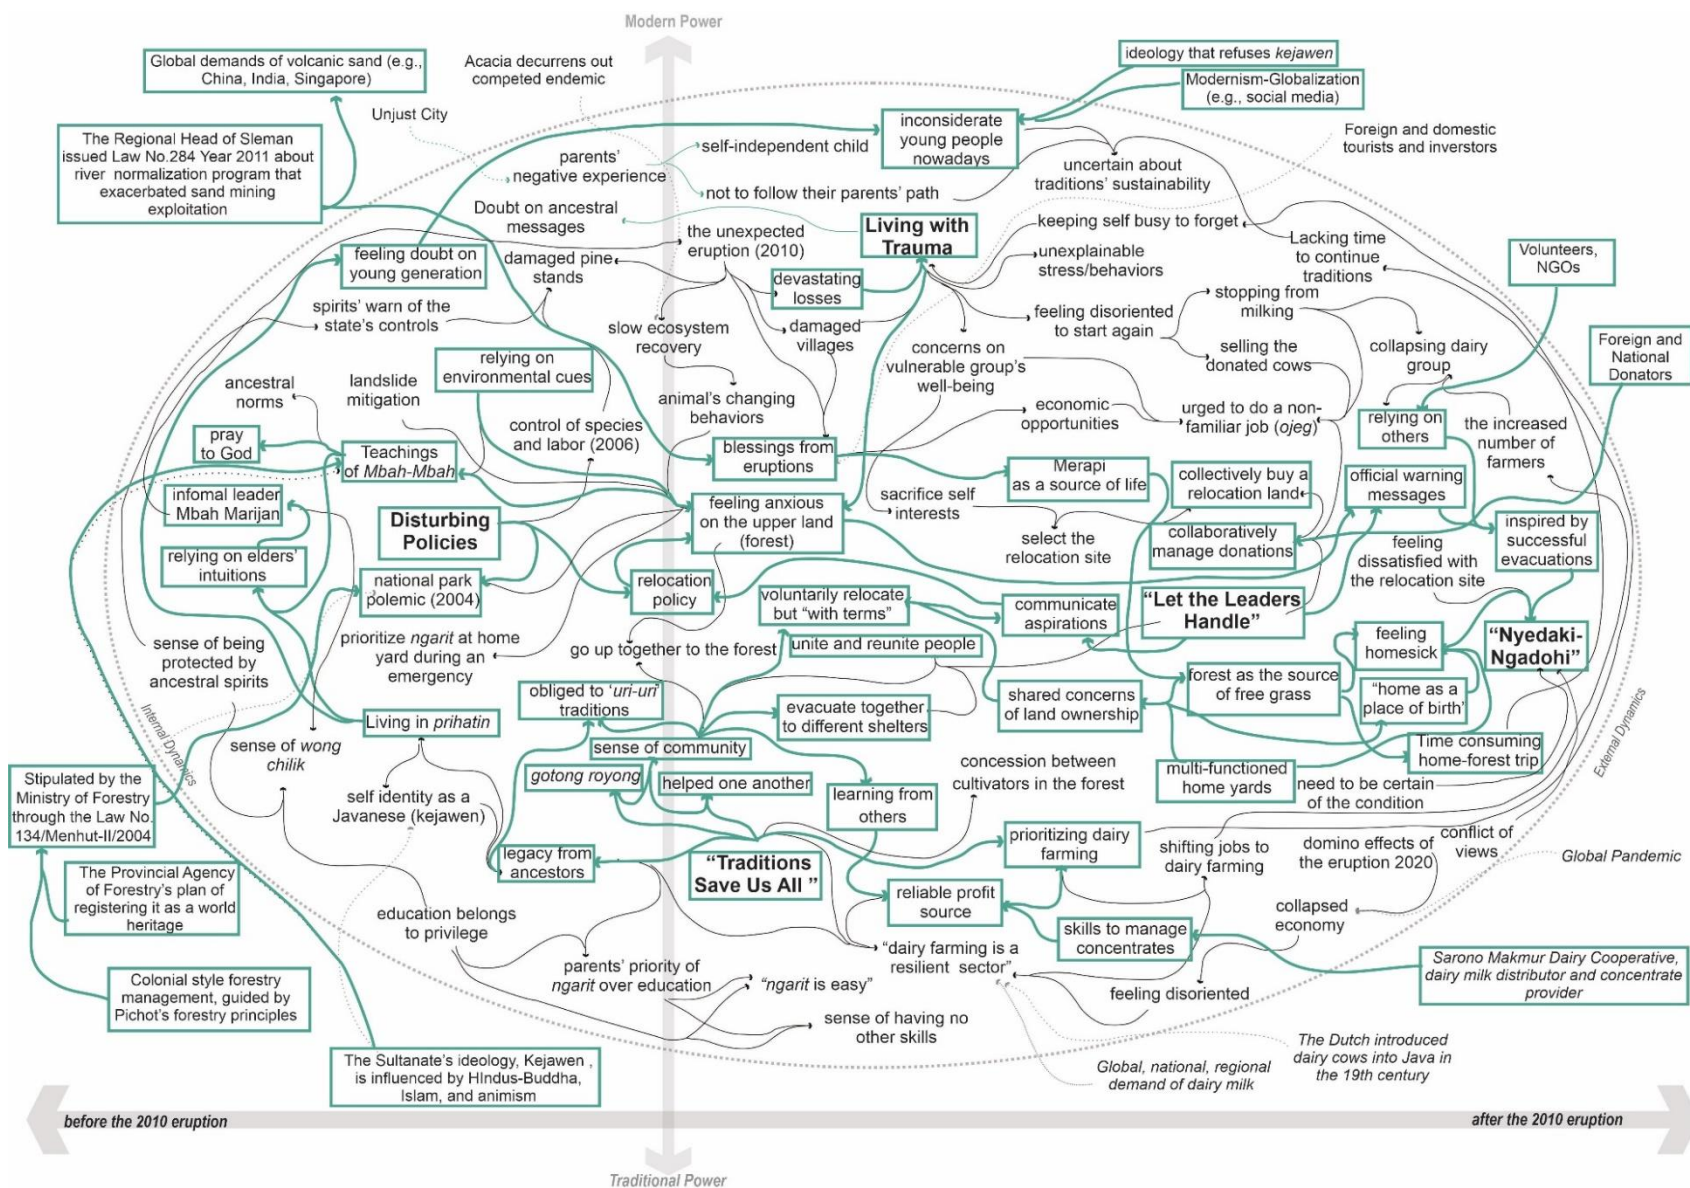 Modern Power
Global demands of volcanic sand (e.g.,
China, India, Singapore)
Acacia decurrens out
competed endemic
ideology that refuses kejawen
Modernism-Globalization
(e.g., social media)
Unjust City
The Regional Head of Sleman
issued Law No.284 Year 2011 about
river normalization program that
exacerbated sand mining
exploitation
parents'
negative experience
self-independent child
inconsiderate
young people
nowadays
Foreign and domestic
tourists and inverstors
uncertain about
traditions' sustainability
not to follow their parents' path
Doubt on ancestral
messages
Living with
Trauma
keeping self busy to forget
the unexpected
eruption (2010)
feeling doubt on
young generation
damaged pine
stands
unexplainable
stress/behaviors
Lacking time
to continue
traditions
Volunteers,
NGOs
devastating
losses
spirits' warn of the
state's controls
slow ecosystem
recovery
damaged
villages
feeling disoriented
to start again
stopping from
milking
relying on
environmental cues
concerns on
vulnerable group's
well-being
selling the
donated cows
collapsing dairy
group
Foreign and
National
Donators
ancestral
norms
landslide
mitigation
animal's changing
behaviors
economic
opportunities
urged to do a non-
familiar job (ojeg)
relying on
others
the increased
number of
farmers
pray
to God
Teachings
of Mbah-Mbah
control of species
and labor (2006)
blessings from
eruptions
Merapi
as a source of life
collectively buy a
relocation land
official warning
messages
infomal leader
Mbah Marijan
Disturbing
Policies
feeling anxious
on the upper land
(forest)
sacrifice self
interests
select the
relocation site
collaboratively
manage donations
inspired by
successful
evacuations
relying on elders'
intuitions
feeling
dissatisfied with
the relocation site
national park
polemic (2004)
relocation
policy
voluntarily relocate
but "with terms"
communicate
aspirations
"Let the Leaders
Handle"
sense of being
protected by
ancestral spirits
prioritize ngarit at home
yard during an
emergency
go up together to the forest
unite and reunite people
feeling
homesick
"Nyedaki-
Ngadohi"
obliged to 'uri-uri'
traditions
evacuate together
to different shelters
shared concerns
of land ownership
forest as the source
of free grass
"home as a
place of birth'
Internal Dynamics
External Dynamics
Living in prihatin
sense of wong
chilik
sense of community
Time consuming
home-forest trip
Stipulated by the
Ministry of Forestry
through the Law No.
134/Menhut-II/2004
gotong royong
helped one another
concession between
cultivators in the forest
multi-functioned
home yards
need to be certain
of the condition
self identity as a
Javanese (kejawen)
learning from
others
legacy from
ancestors
"Traditions
Save Us All "
prioritizing dairy
farming
shifting jobs to
dairy farming
domino effects of
the eruption 2020
conflict of
views
Global Pandemic
The Provincial Agency
of Forestry's plan of
registering it as a world
heritage
reliable profit
source
education belongs
to privilege
skills to manage
concentrates
collapsed
economy
"dairy farming is a
resilient sector"
Sarono Makmur Dairy Cooperative,
dairy milk distributor and concentrate
provider
Colonial style forestry
management, guided by
Pichot's forestry principles
parents' priority of
ngarit over education
"ngarit is easy"
feeling disoriented
sense of having no
other skills
The Sultanate's ideology, Kejawen ,
is influenced by HIndus-Buddha,
Islam, and animism
Global, national, regional
demand of dairy milk
The Dutch introduced
dairy cows into Java in
the 19th century
before the 2010 eruption
after the 2010 eruption
Traditional Power